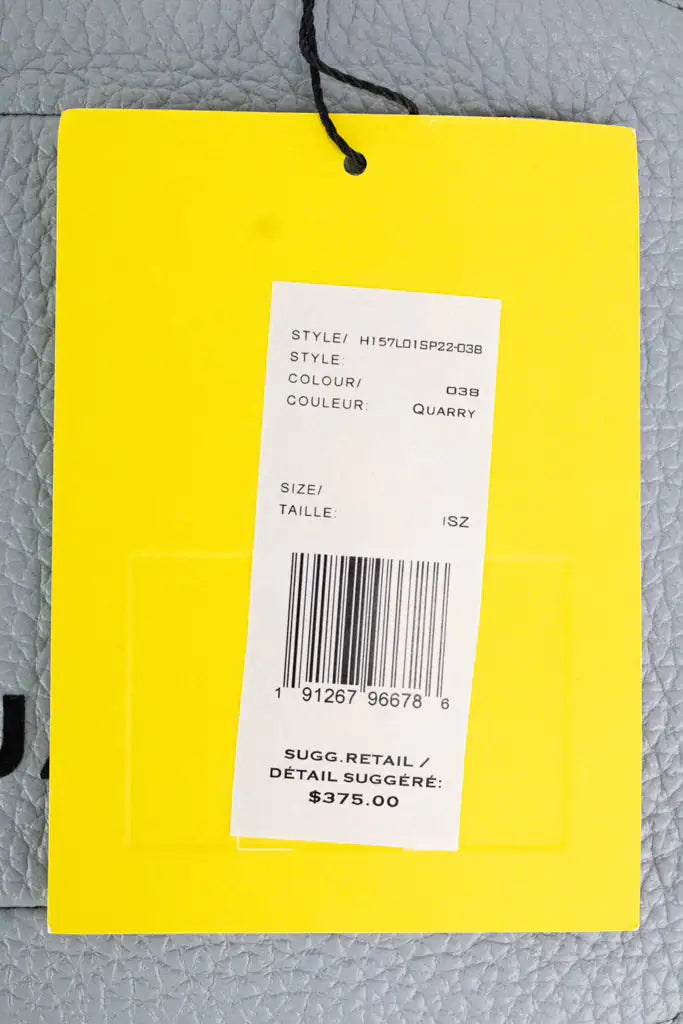 STYLE/ H157L01SP22-038
STYLE:
COLOUR/ 038
COULEUR: QUARRY
SIZE/
TAILLE: 1SZ
1 91267 96678 6
SUGG.RETAIL /
DÉTAIL SUGGÉRÉ:
$375.00